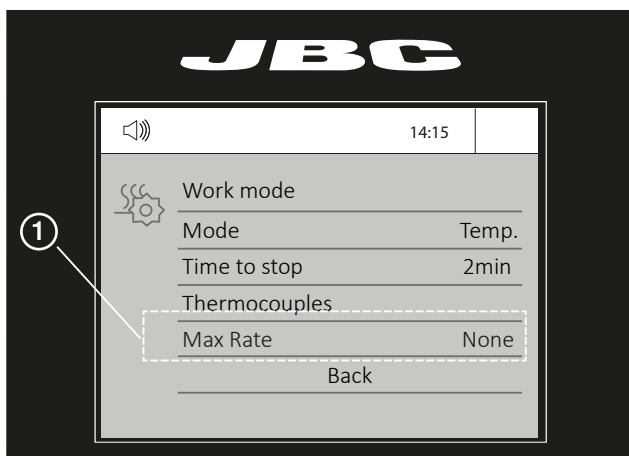 JBC
14:15
Work mode
Mode Temp.
Time to stop 2min
Thermocouples
1 Max Rate None
Back